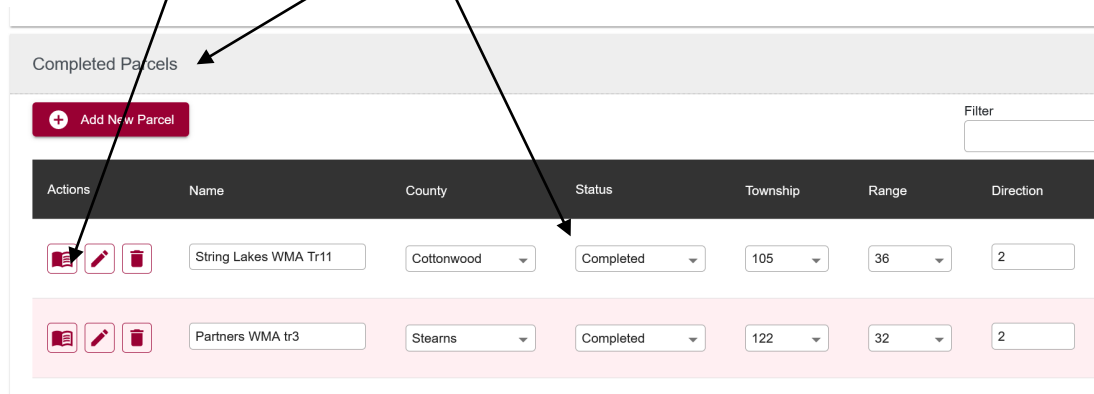 Completed Parcels
Add New Parcel
Filter
Actions Name County Status Township Range Direction
String Lakes WMA Tr11 Cottonwood Completed 105 36 2
Partners WMA tr3 Stearns Completed 122 32 2